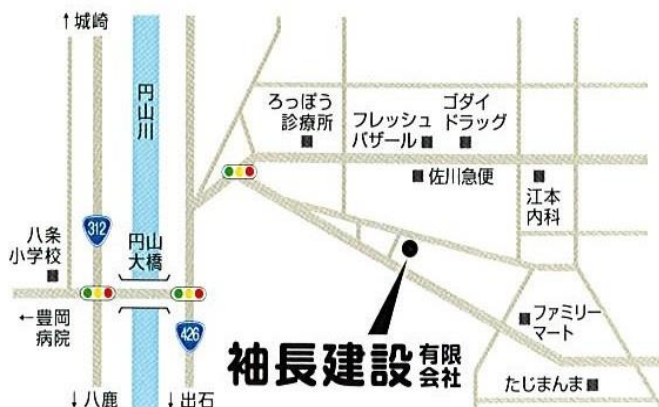 ↑城崎
円山川
ろっぽう
診療所
フレッシュ
バザール
ゴダイ
ドラッグ
佐川急便
江本
内科
312
八条
小学校
円山
大橋
←豊岡
病院
426
ファミリー
マート
袖長建設 有限
会社
たじまんま
↓八鹿
↓出石